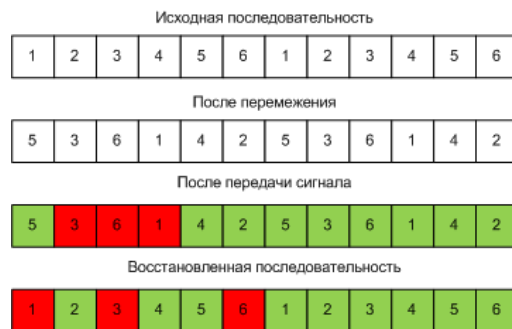 Исходная последовательность
1 2 3 4 5 6 1 2 3 4 5 6
После перемежения
5 3 6 1 4 2 5 3 6 1 4 2
После передачи сигнала
5 3 6 1 4 2 5 3 6 1 4 2
Восстановленная последовательность
1 2 3 4 5 6 1 2 3 4 5 6